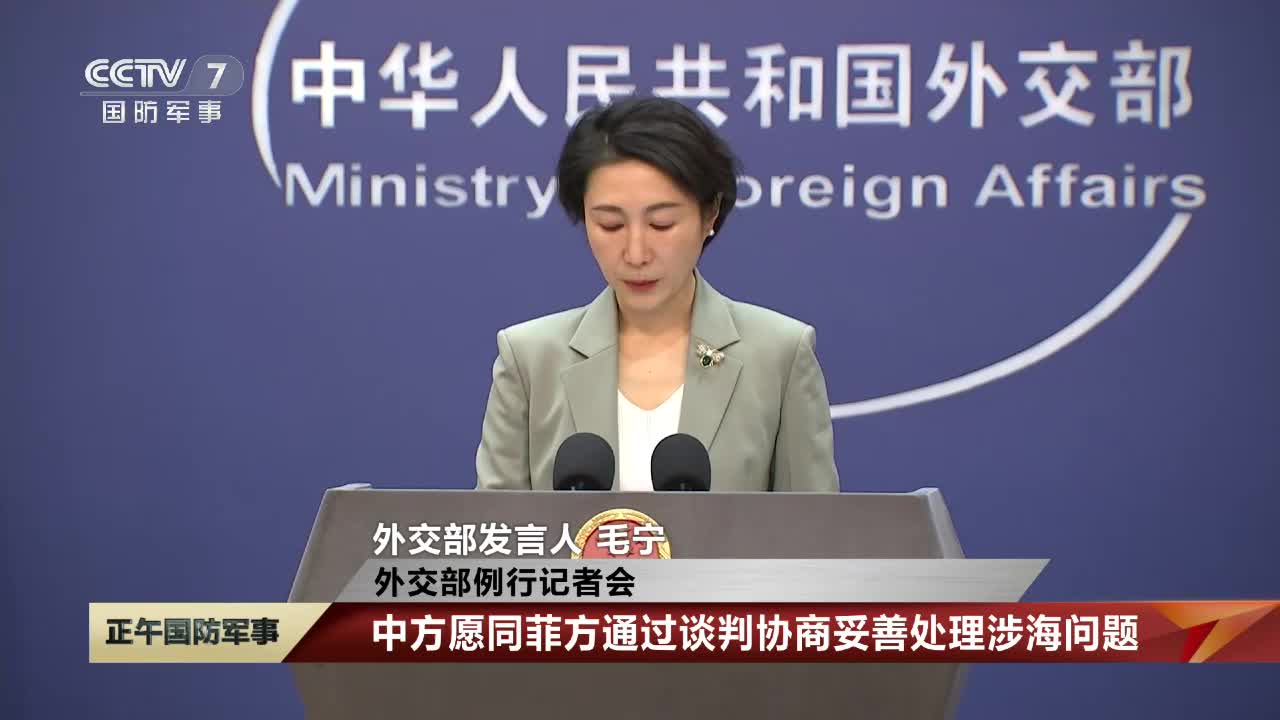 CCTV 7
国防军事
中华人民共和国外交部
Ministry Foreign Affairs
外交部发言人 毛宁
外交部例行记者会
正午国防军事
中方愿同菲方通过谈判协商妥善处理涉海问题